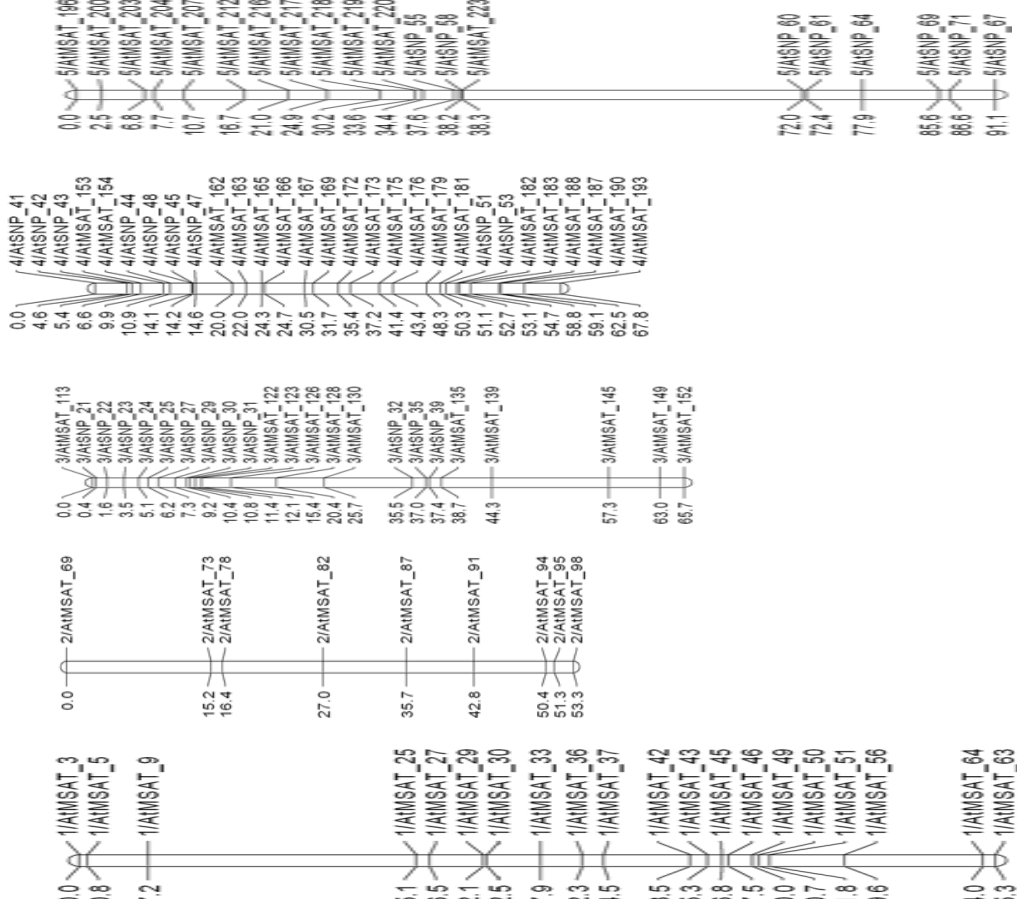 1/AtMSAT_3
1/AtMSAT_5
1/AtMSAT_9
1/AtMSAT_25
1/AtMSAT_27
1/AtMSAT_29
1/AtMSAT_30
1/AtMSAT_33
1/AtMSAT_36
1/AtMSAT_37
1/AtMSAT_42
1/AtMSAT_43
1/AtMSAT_45
1/AtMSAT_46
1/AtMSAT_49
1/AtMSAT_50
1/AtMSAT_51
1/AtMSAT_56
1/AtMSAT_64
1/AtMSAT_63
0.0 2/AtMSAT_69
15.2 2/AtMSAT_73
16.4 2/AtMSAT_78
27.0 2/AtMSAT_82
35.7 2/AtMSAT_87
42.8 2/AtMSAT_91
50.4 2/AtMSAT_94
51.3 2/AtMSAT_95
53.3 2/AtMSAT_98
0.0 3/AtMSAT_113
0.4 3/AtSNP_21
1.6 3/AtSNP_22
3.5 3/AtSNP_23
5.1 3/AtSNP_24
6.2 3/AtSNP_25
7.3 3/AtSNP_27
9.2 3/AtSNP_29
10.4 3/AtSNP_30
10.8 3/AtSNP_31
11.4 3/AtMSAT_122
12.1 3/AtMSAT_123
15.4 3/AtMSAT_126
20.4 3/AtMSAT_128
25.7 3/AtMSAT_130
35.5 3/AtSNP_32
37.0 3/AtSNP_35
37.4 3/AtSNP_39
38.7 3/AtMSAT_135
44.3 3/AtMSAT_139
57.3 3/AtMSAT_145
63.0 3/AtMSAT_149
65.7 3/AtMSAT_152
0.0 4/AtSNP_41
4.6 4/AtSNP_42
5.4 4/AtSNP_43
6.6 4/AtMSAT_153
9.9 4/AtMSAT_154
10.9 4/AtSNP_44
14.1 4/AtSNP_48
14.2 4/AtSNP_45
14.6 4/AtSNP_47
20.0 4/AtMSAT_162
22.0 4/AtMSAT_163
24.3 4/AtMSAT_165
24.7 4/AtMSAT_166
30.5 4/AtMSAT_167
31.7 4/AtMSAT_169
35.4 4/AtMSAT_172
37.2 4/AtMSAT_173
41.4 4/AtMSAT_175
43.4 4/AtMSAT_176
48.3 4/AtMSAT_179
50.3 4/AtMSAT_181
51.1 4/AtSNP_51
52.7 4/AtSNP_53
53.1 4/AtMSAT_182
54.7 4/AtMSAT_183
58.8 4/AtMSAT_188
59.1 4/AtMSAT_187
62.5 4/AtMSAT_190
67.8 4/AtMSAT_193
0.0 5/AtMSAT_196
2.5 5/AtMSAT_200
6.8 5/AtMSAT_203
7.7 5/AtMSAT_204
10.7 5/AtMSAT_207
16.7 5/AtMSAT_212
21.0 5/AtMSAT_216
24.9 5/AtMSAT_217
30.2 5/AtMSAT_218
33.6 5/AtMSAT_219
34.4 5/AtMSAT_220
37.6 5/AtSNP_55
38.2 5/AtSNP_58
38.3 5/AtMSAT_223
72.0 5/AtSNP_60
72.4 5/AtSNP_61
77.9 5/AtSNP_64
85.6 5/AtSNP_69
86.6 5/AtSNP_71
91.1 5/AtSNP_67